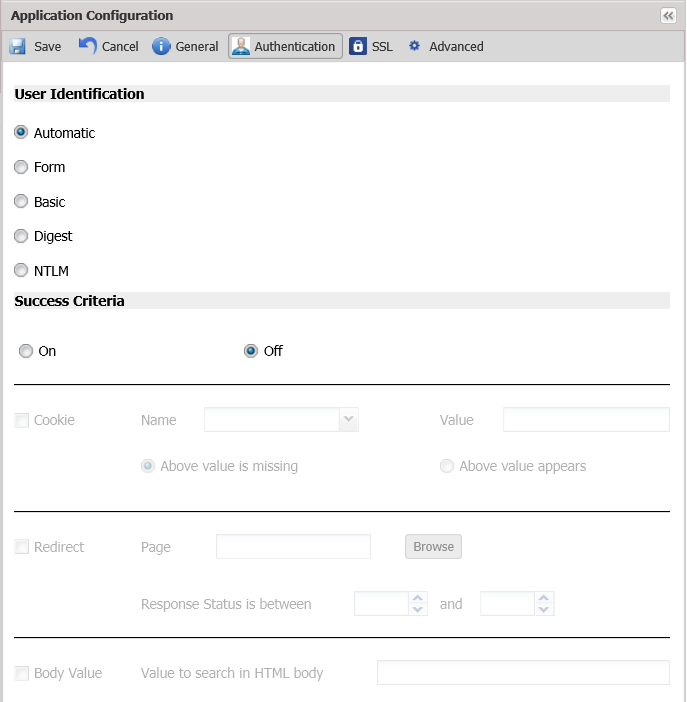 Application Configuration
Save Cancel General Authentication SSL Advanced
User Identification
Automatic
Form
Basic
Digest
NTLM
Success Criteria
On Off
Cookie Name Value
Above value is missing Above value appears
Redirect Page Browse
Response Status is between and
Body Value Value to search in HTML body